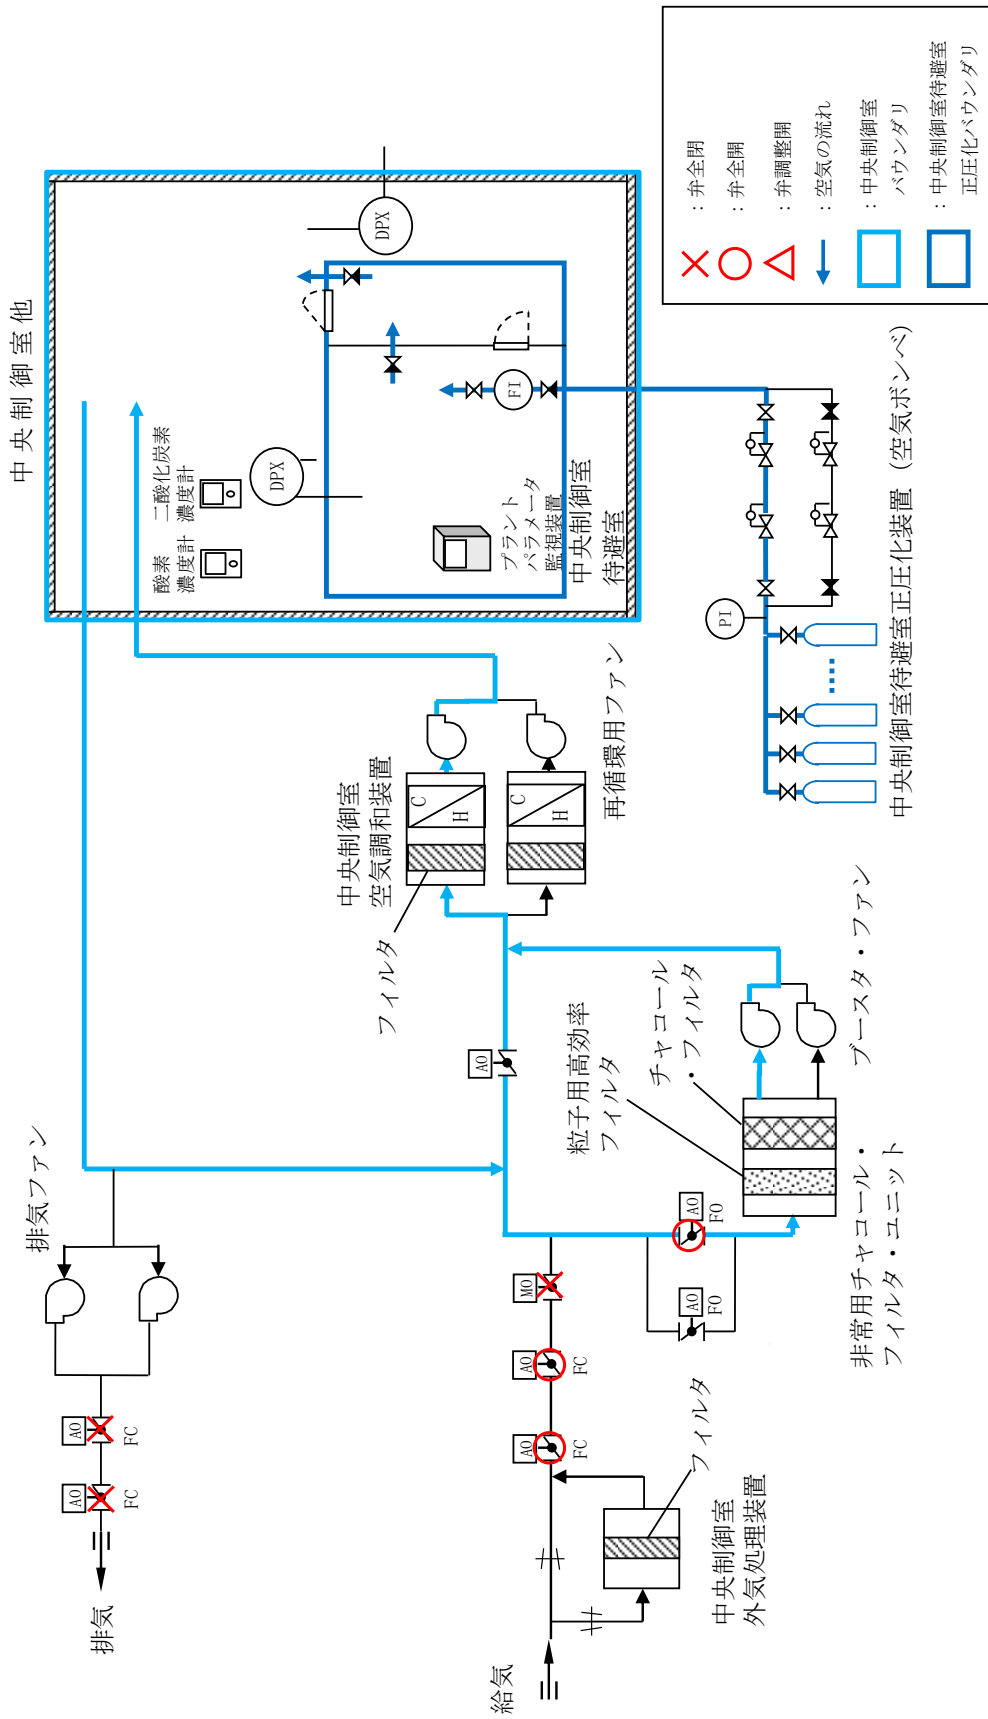 中央制御室他
酸素
濃度計
二酸化炭素
濃度計
DPX
DPX
プラント
パラメータ
監視装置
中央制御室
待避室
FI
PI
中央制御室待避室正圧化装置(空気ボンベ)
:弁全閉
:弁全開
:弁調整開
:空気の流れ
:中央制御室
バウンダリ
:中央制御室待避室
正圧化バウンダリ
排気ファン
排気
AO
FC
AO
FC
給気
フィルタ
中央制御室
外気処理装置
AO
FC
AO
FC
MO
AO
FO
AO
FO
AO
フィルタ
中央制御室
空気調和装置
C
H
C
H
再循環用ファン
粒子用高効率
フィルタ
チャコール
・フィルタ
ブースタ・ファン
非常用チャコール・
フィルタ・ユニット